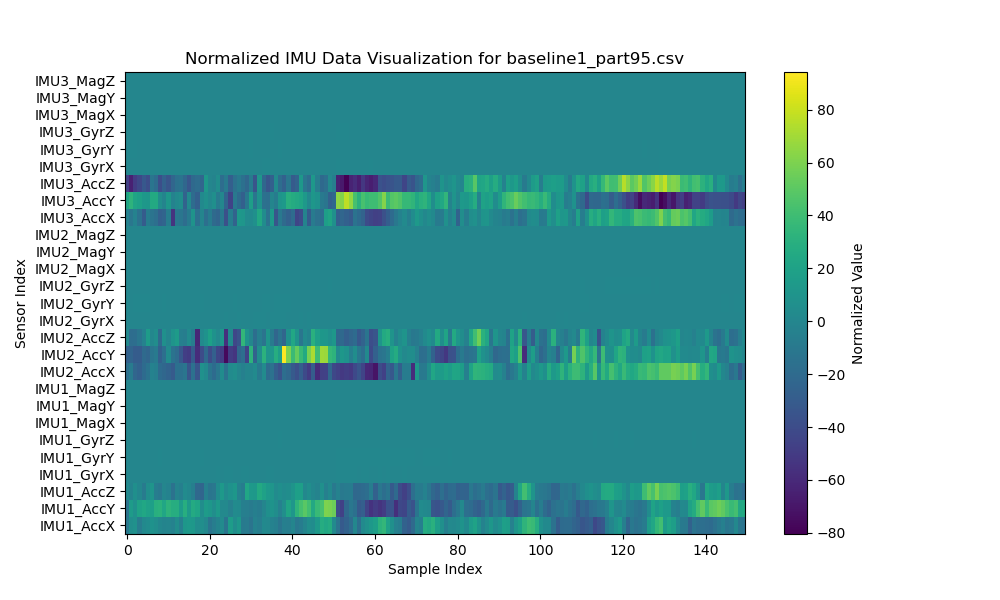 Normalized IMU Data Visualization for baseline1_part95.csv
IMU3_MagZ
IMU3_MagY
IMU3_MagX
IMU3_GyrZ
IMU3_GyrY
IMU3_GyrX
IMU3_AccZ
IMU3_AccY
IMU3_AccX
IMU2_MagZ
IMU2_MagY
IMU2_MagX
IMU2_GyrZ
IMU2_GyrY
IMU2_GyrX
IMU2_AccZ
IMU2_AccY
IMU2_AccX
IMU1_MagZ
IMU1_MagY
IMU1_MagX
IMU1_GyrZ
IMU1_GyrY
IMU1_GyrX
IMU1_AccZ
IMU1_AccY
IMU1_AccX
Sensor Index
0 20 40 60 80 100 120 140
Sample Index
80
60
40
20
0
−20
−40
−60
−80
Normalized Value